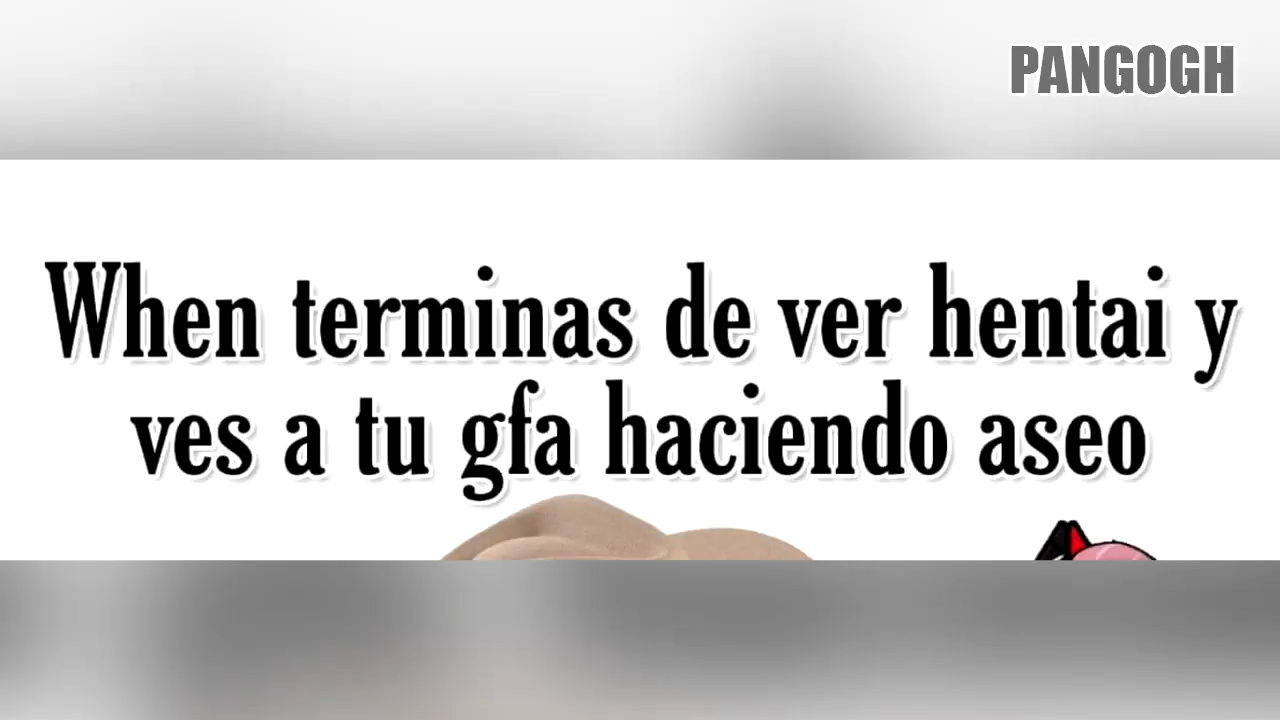 PANGOGH
When terminas de ver hentai y
ves a tu gfa haciendo aseo